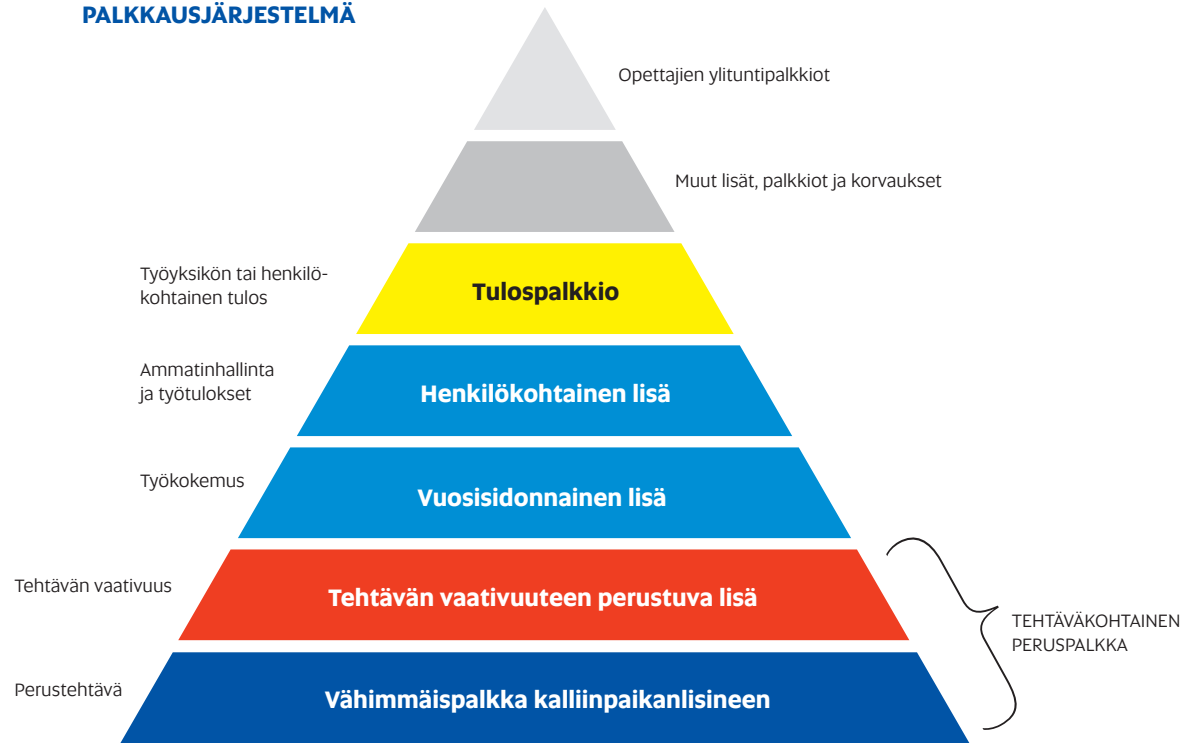 PALKKAUSJÄRJESTELMÄ
Opettajien ylituntipalkkiot
Muut lisät, palkkiot ja korvaukset
Työyksikön tai henkilö-
kohtainen tulos
Tulospalkkio
Ammatinhallinta
ja työtulokset
Henkilökohtainen lisä
Työkokemus
Vuosisidonnainen lisä
Tehtävän vaativuus
Tehtävän vaativuuteen perustuva lisä
TEHTÄVÄKOHTAINEN
PERUSPALKKA
Perustehtävä
Vähimmäispalkka kalliinpaikanlisineen